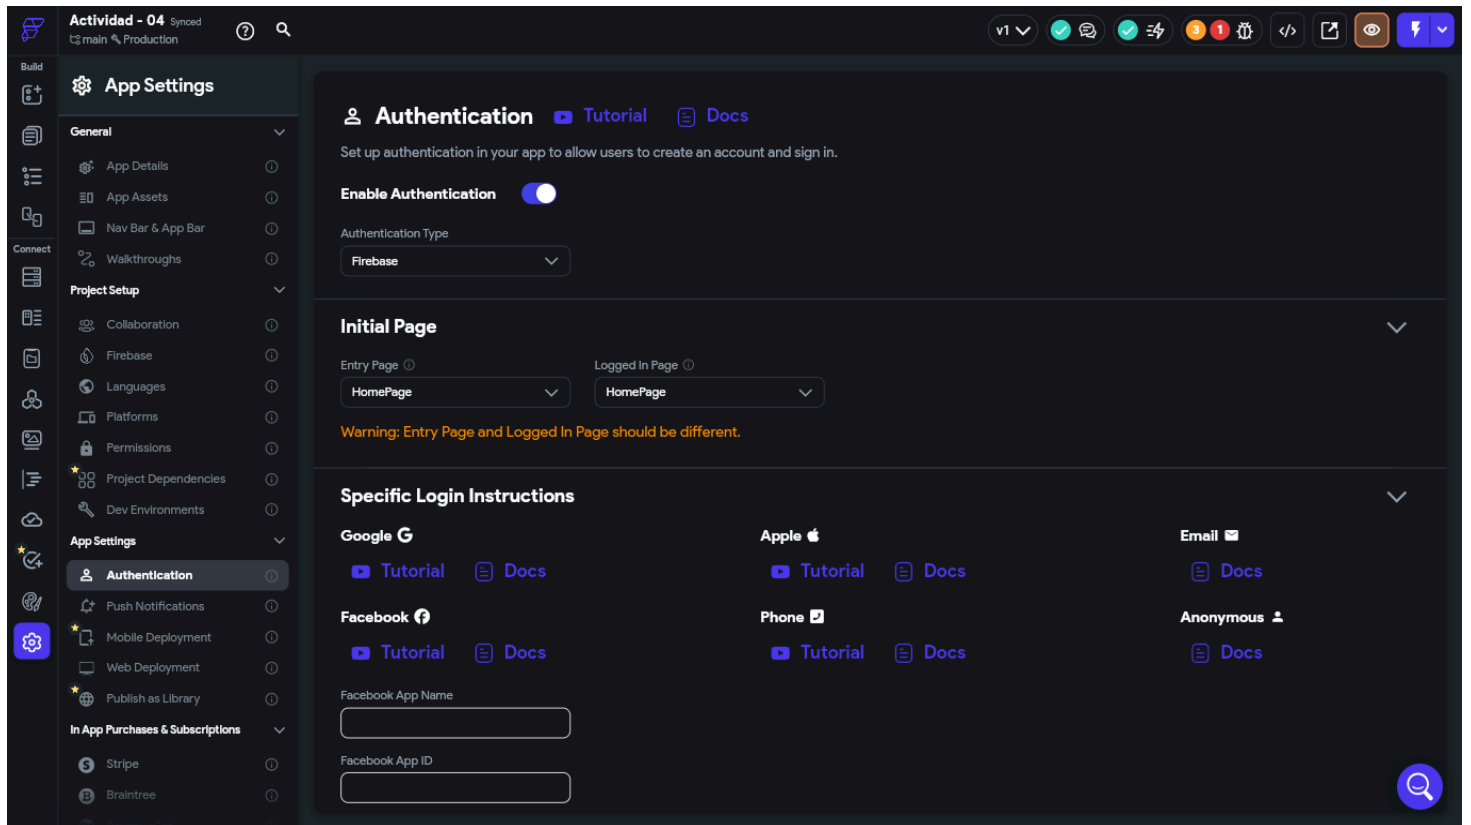 Actividad - 04 Synced
main Production
v1
3 1
Build
Connect
App Settings
General
App Details
App Assets
Nav Bar & App Bar
Walkthroughs
Project Setup
Collaboration
Firebase
Languages
Platforms
Permissions
Project Dependencies
Dev Environments
App Settings
Authentication
Push Notifications
Mobile Deployment
Web Deployment
Publish as Library
In App Purchases & Subscriptions
Stripe
Braintree
Authentication Tutorial Docs
Set up authentication in your app to allow users to create an account and sign in.
Enable Authentication
Authentication Type
Firebase
Initial Page
Entry Page Logged In Page
HomePage HomePage
Warning: Entry Page and Logged In Page should be different.
Specific Login Instructions
Google Apple Email
Tutorial Docs Tutorial Docs Docs
Facebook Phone Anonymous
Tutorial Docs Tutorial Docs Docs
Facebook App Name
Facebook App ID